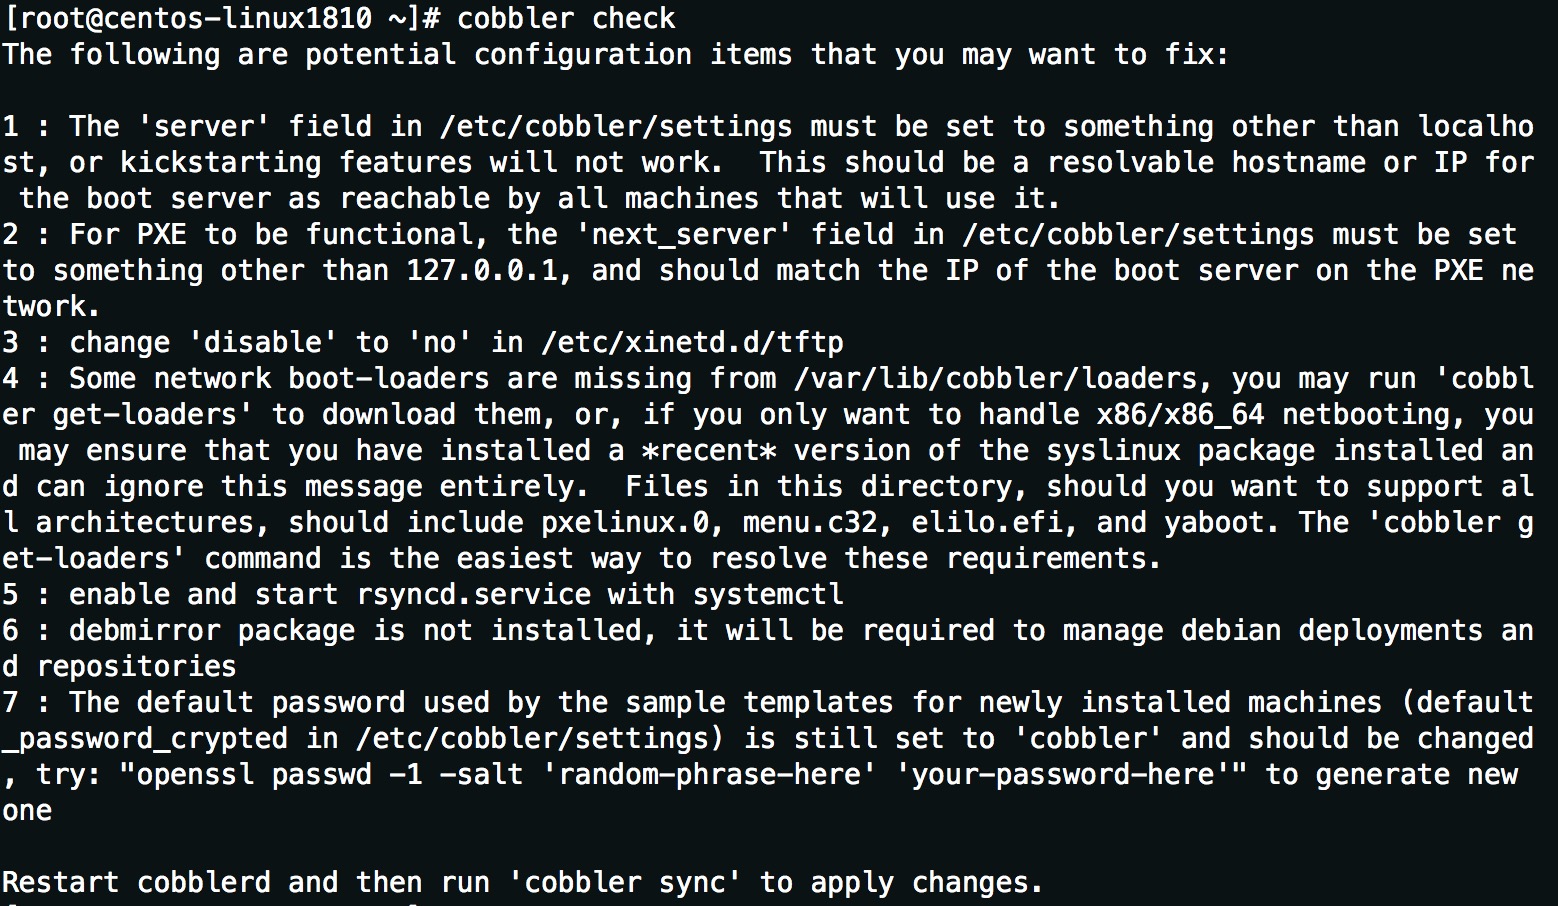 [root@centos-linux1810 ~]# cobbler check
The following are potential configuration items that you may want to fix:
1 : The 'server' field in /etc/cobbler/settings must be set to something other than localho
st, or kickstarting features will not work.  This should be a resolvable hostname or IP for
 the boot server as reachable by all machines that will use it.
2 : For PXE to be functional, the 'next_server' field in /etc/cobbler/settings must be set
to something other than 127.0.0.1, and should match the IP of the boot server on the PXE ne
twork.
3 : change 'disable' to 'no' in /etc/xinetd.d/tftp
4 : Some network boot-loaders are missing from /var/lib/cobbler/loaders, you may run 'cobbl
er get-loaders' to download them, or, if you only want to handle x86/x86_64 netbooting, you
 may ensure that you have installed a *recent* version of the syslinux package installed an
d can ignore this message entirely.  Files in this directory, should you want to support al
l architectures, should include pxelinux.0, menu.c32, elilo.efi, and yaboot. The 'cobbler g
et-loaders' command is the easiest way to resolve these requirements.
5 : enable and start rsyncd.service with systemctl
6 : debmirror package is not installed, it will be required to manage debian deployments an
d repositories
7 : The default password used by the sample templates for newly installed machines (default
_password_crypted in /etc/cobbler/settings) is still set to 'cobbler' and should be changed
, try: "openssl passwd -1 -salt 'random-phrase-here' 'your-password-here'" to generate new
one
Restart cobblerd and then run 'cobbler sync' to apply changes.